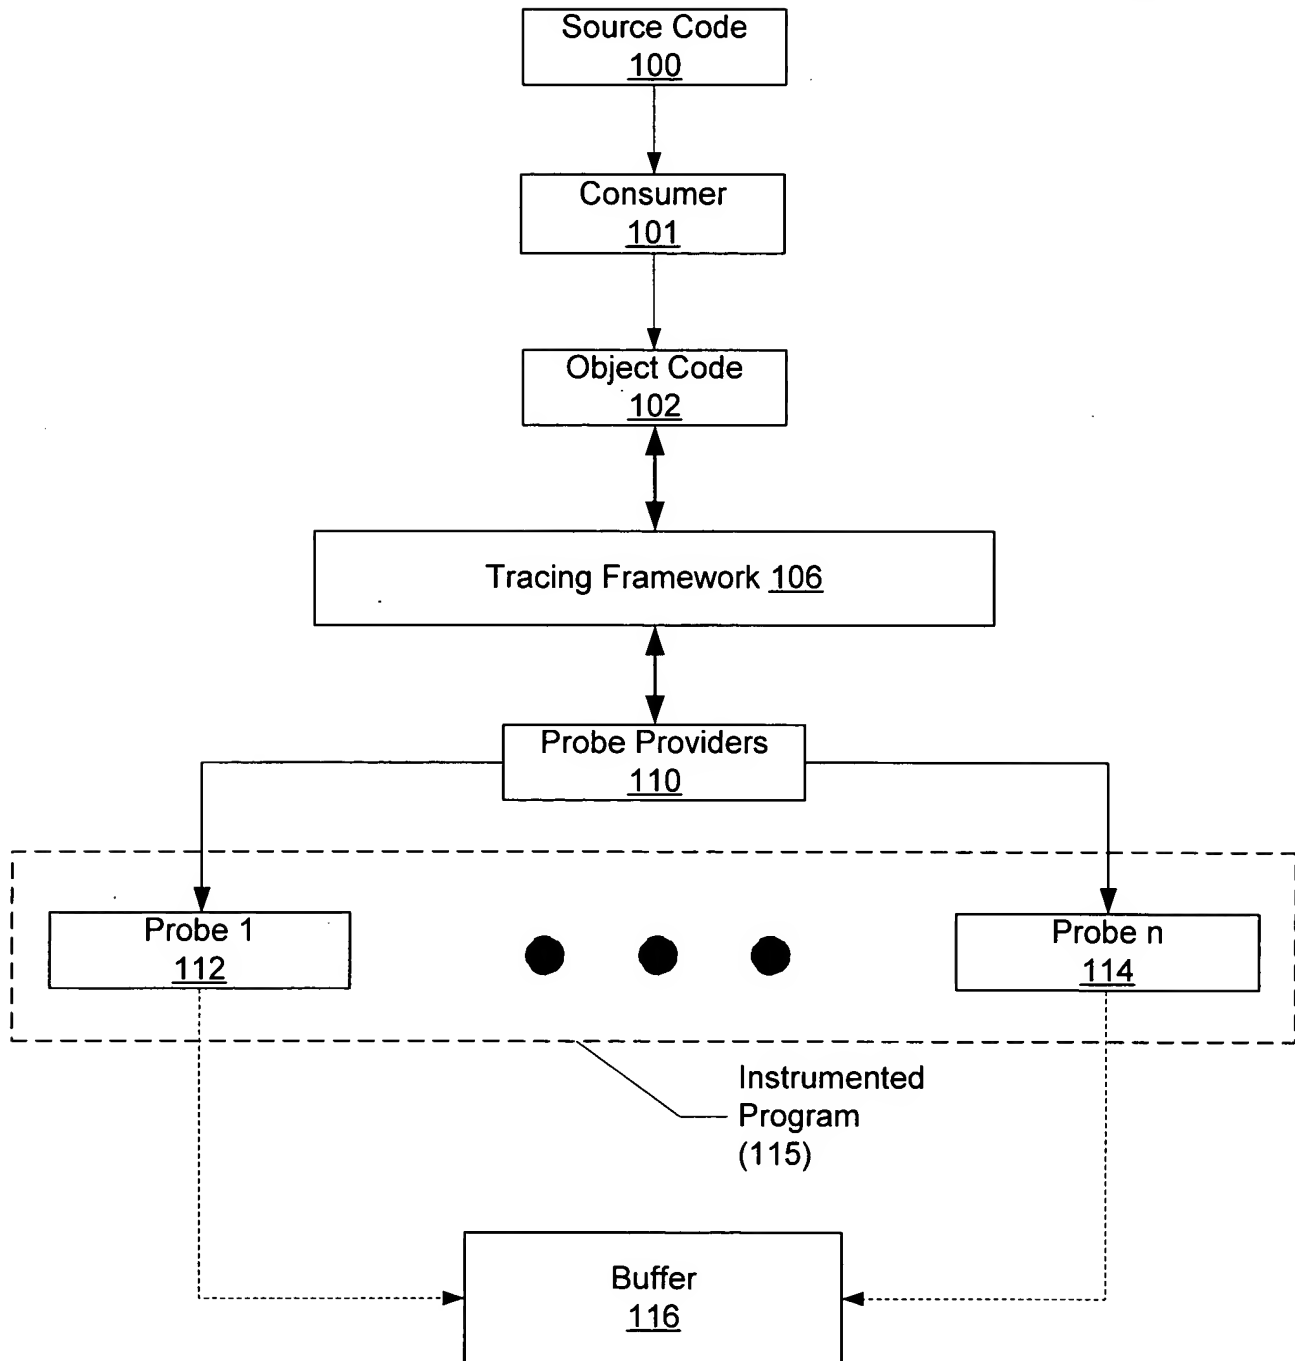 Source Code
100
Consumer
101
Object Code
102
Tracing Framework 106
Probe Providers
110
Probe 1
112
Probe n
114
Instrumented
Program
(115)
Buffer
116